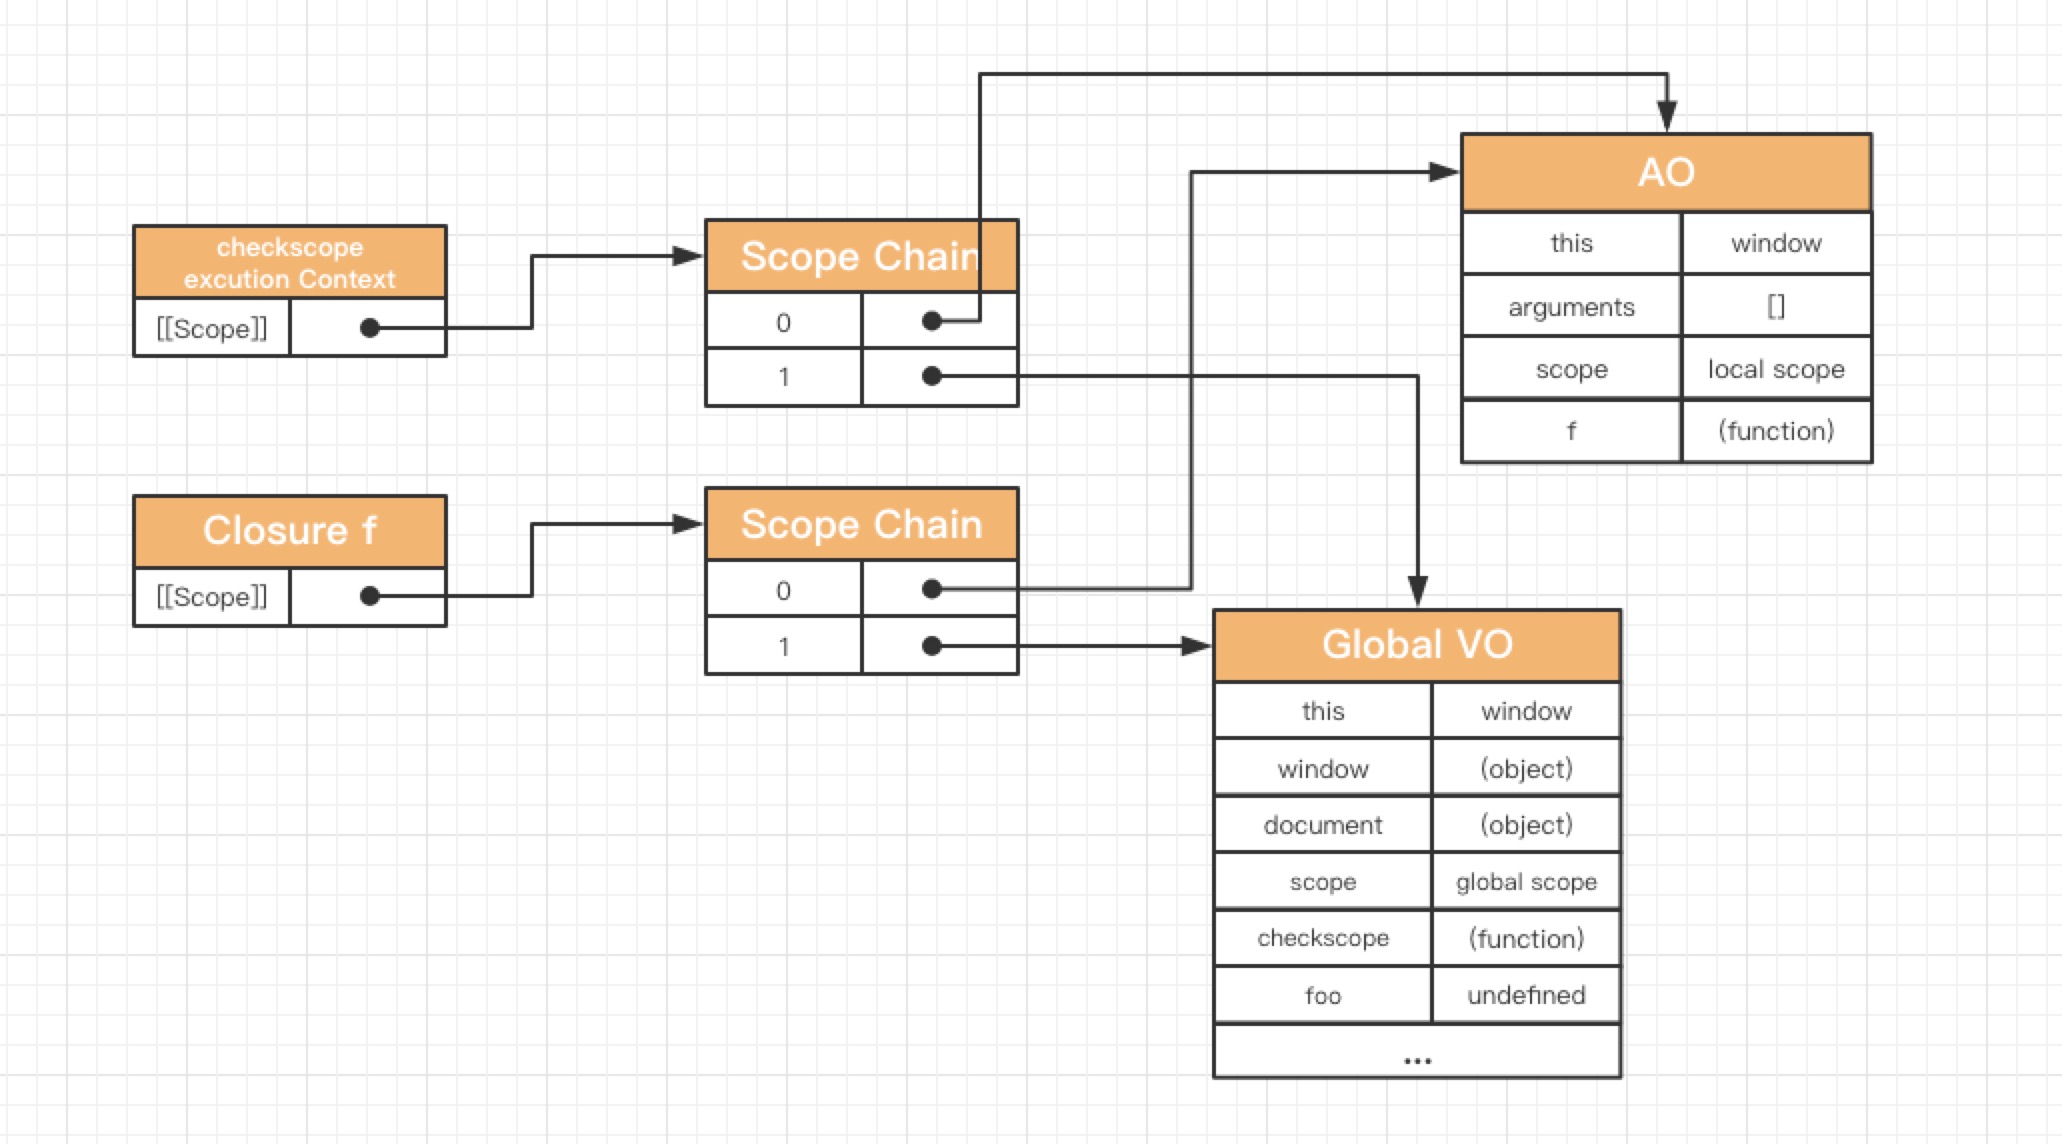 checkscope
excution Context
[[Scope]]
Scope Chain
0
1
AO
this window
arguments []
scope local scope
f (function)
Closure f
[[Scope]]
Scope Chain
0
1
Global VO
this window
window (object)
document (object)
scope global scope
checkscope (function)
foo undefined
...